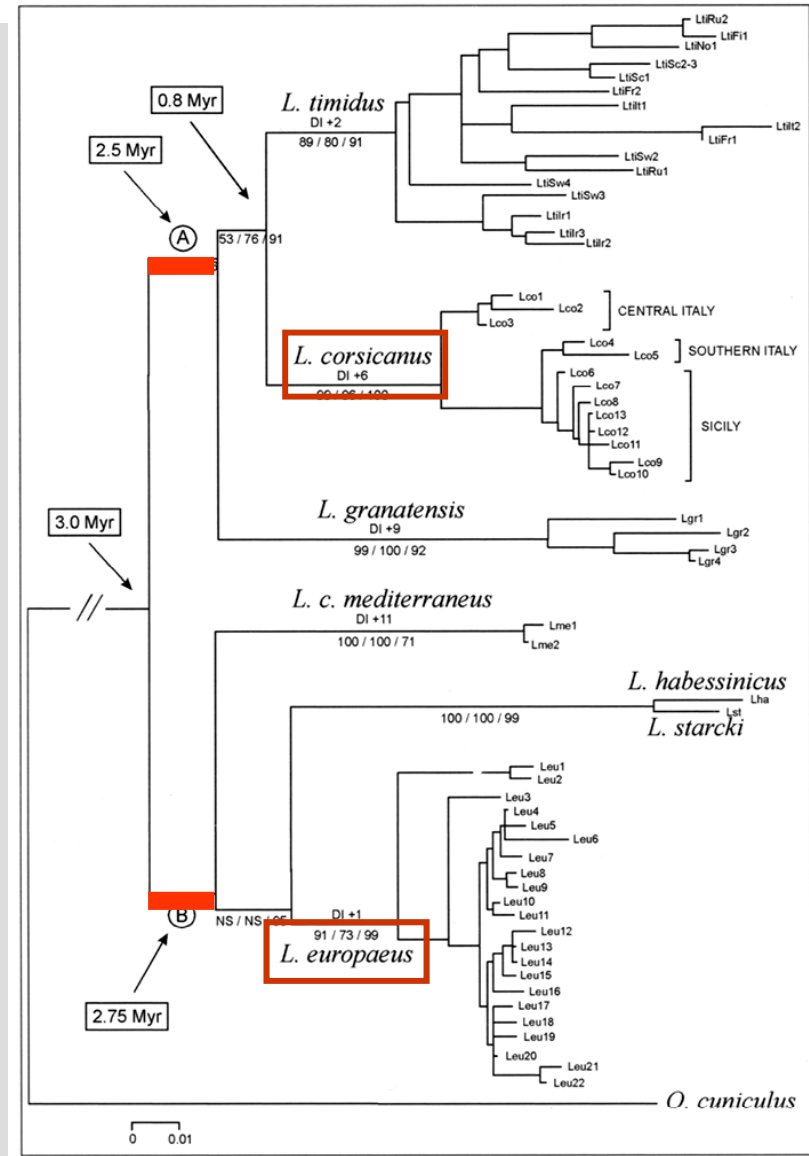 LtiRu2
LtiFi1
LtiNo1
0.8 Myr
L. timidus
LtiSc2-3
LtiSc1
LtiFr2
DI +2
LtiIt1
LtiIt2
89 / 80 / 91
LtiFr1
2.5 Myr
LtiSw2
LtiRu1
LtiSw4
LtiSw3
LtiIr1
LtiIr3
LtiIr2
A
53 / 76 / 91
Lco1
Lco2
Lco3
CENTRAL ITALY
L. corsicanus
Lco4
Lco5
SOUTHERN ITALY
DI +6
Lco6
Lco7
Lco8
Lco13
Lco12
Lco11
Lco9
Lco10
SICILY
L. granatensis
3.0 Myr
DI +9
Lgr1
Lgr2
99 / 100 / 92
Lgr3
Lgr4
L. c. mediterraneus
DI +11
Lme1
100 / 100 / 71
Lme2
L. habessinicus
Lha
100 / 100 / 99
Lst
L. starcki
Leu1
Leu2
Leu3
Leu4
Leu5
Leu6
Leu7
Leu8
Leu9
Leu10
Leu11
B
NS / NS /
DI +1
91 / 73 / 99
L. europaeus
Leu12
Leu13
Leu14
Leu15
Leu16
2.75 Myr
Leu17
Leu18
Leu19
Leu20
Leu21
Leu22
O. cuniculus
0 0.01